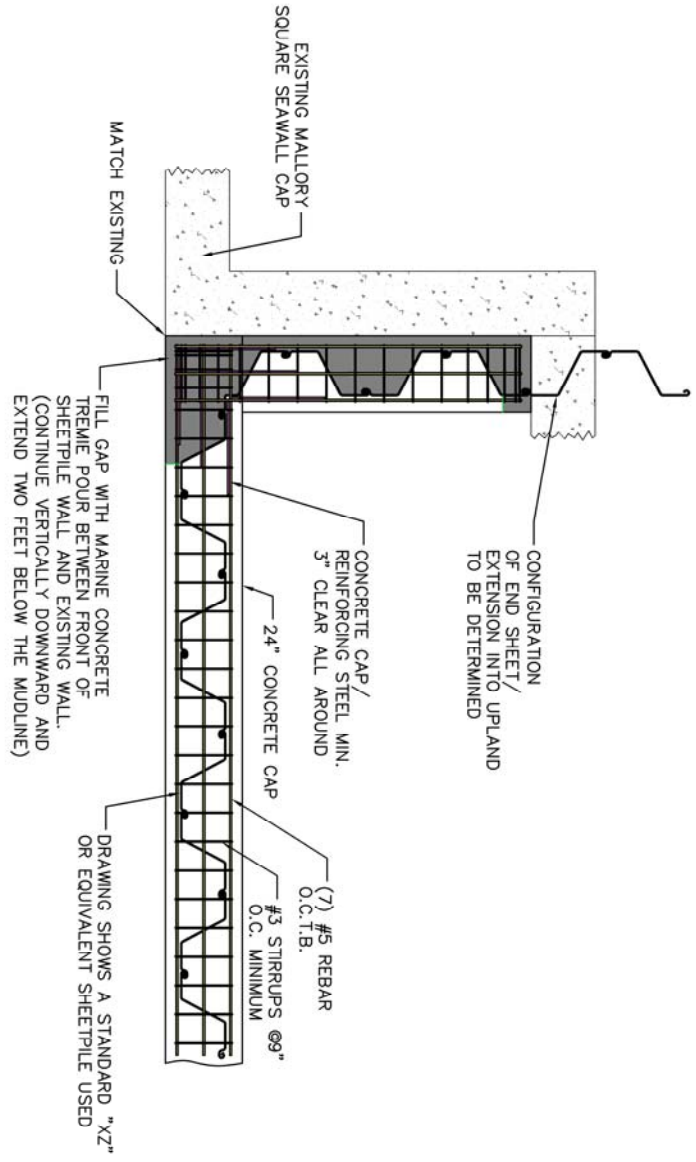 EXISTING MALLORY
SQUARE SEAWALL CAP
MATCH EXISTING
CONFIGURATION
OF END SHEET/
EXTENSION INTO UPLAND
TO BE DETERMINED
CONCRETE CAP/
REINFORCING STEEL MIN.
3" CLEAR ALL AROUND
24" CONCRETE CAP
(7) #5 REBAR
O.C.T.B.
#3 STIRRUPS @9"
O.C. MINIMUM
FILL GAP WITH MARINE CONCRETE
TREMIE POUR BETWEEN FRONT OF
SHEETPILE WALL AND EXISTING WALL.
(CONTINUE VERTICALLY DOWNWARD AND
EXTEND TWO FEET BELOW THE MUDLINE)
DRAWING SHOWS A STANDARD "XZ"
OR EQUIVALENT SHEETPILE USED